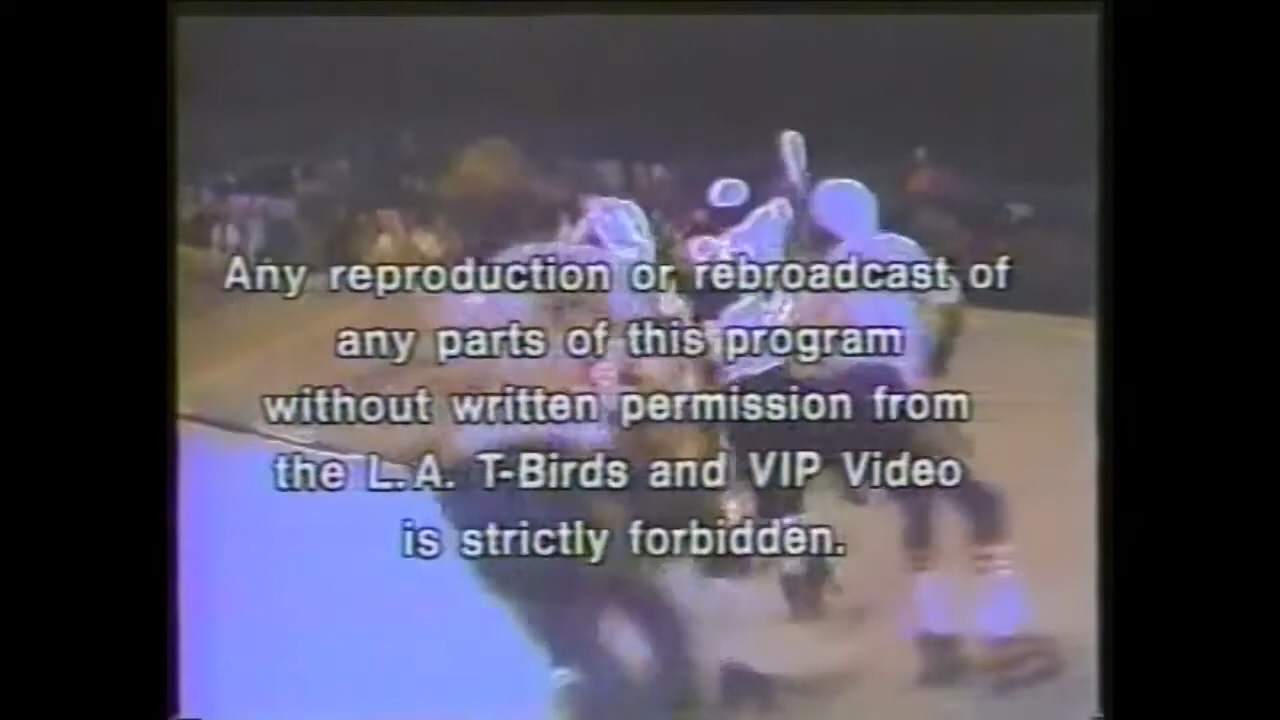 Any reproduction or rebroadcast of
any parts of this program
without written permission from
the L.A. T-Birds and VIP Video
is strictly forbidden.